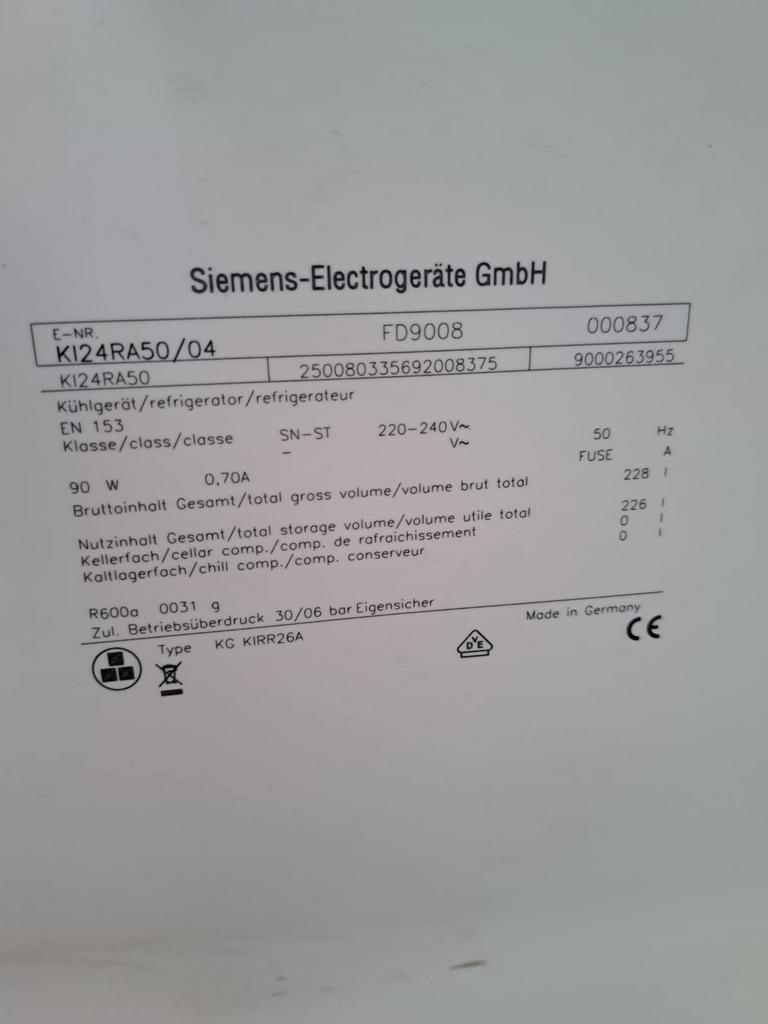 Siemens-Electrogeräte GmbH
E-NR. KI24RA50/04 FD9008 000837
KI24RA50 250080335692008375 9000263955
Kühlgerät/refrigerator/refrigerateur
EN 153
Klasse/class/classe SN-ST 220-240V~ 50 Hz
- V~ FUSE A
90 W 0,70A
Bruttoinhalt Gesamt/total gross volume/volume brut total 228 l
Nutzinhalt Gesamt/total storage volume/volume utile total 226 l
Kellerfach/cellar comp./comp. de rafraichissement 0 l
Kaltlagerfach/chill comp./comp. conserveur 0 l
R600a 0031 g
Zul. Betriebsüberdruck 30/06 bar Eigensicher
Made in Germany
Type KG KIRR26A
DVE
CE